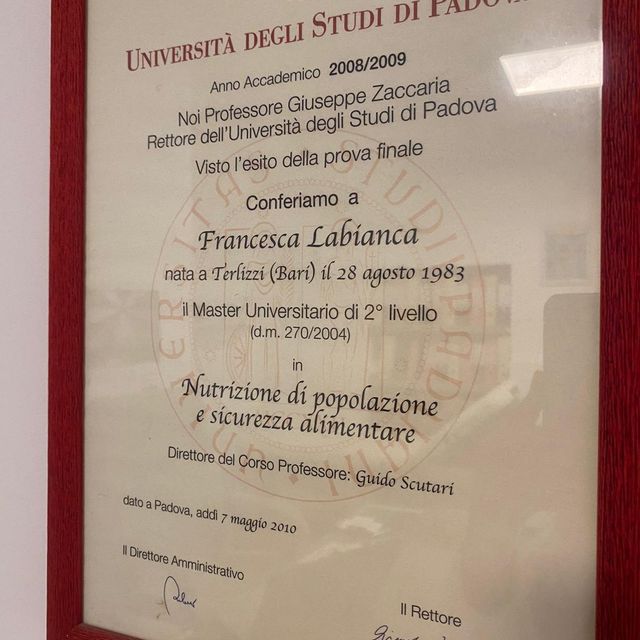 UNIVERSITÀ DEGLI STUDI DI PADOVA
Anno Accademico 2008/2009
Noi Professore Giuseppe Zaccaria
Rettore dell'Università degli Studi di Padova
Visto l'esito della prova finale
Conferiamo a
Francesca Labianca
nata a Terlizzi (Bari) il 28 agosto 1983
il Master Universitario di 2° livello
(d.m. 270/2004)
in
Nutrizione di popolazione
e sicurezza alimentare
Direttore del Corso Professore: Guido Scutari
dato a Padova, addì 7 maggio 2010
Il Direttore Amministrativo
Il Rettore